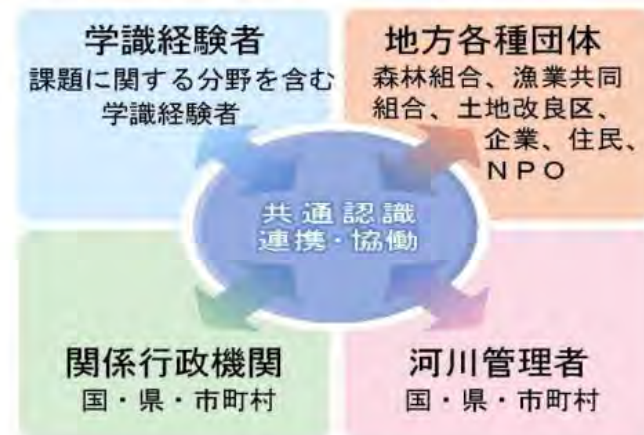 学識経験者
課題に関する分野を含む
学識経験者
地方各種団体
森林組合、漁業共同
組合、土地改良区、
企業、住民、
NPO
共通認識
連携・協働
関係行政機関
国・県・市町村
河川管理者
国・県・市町村